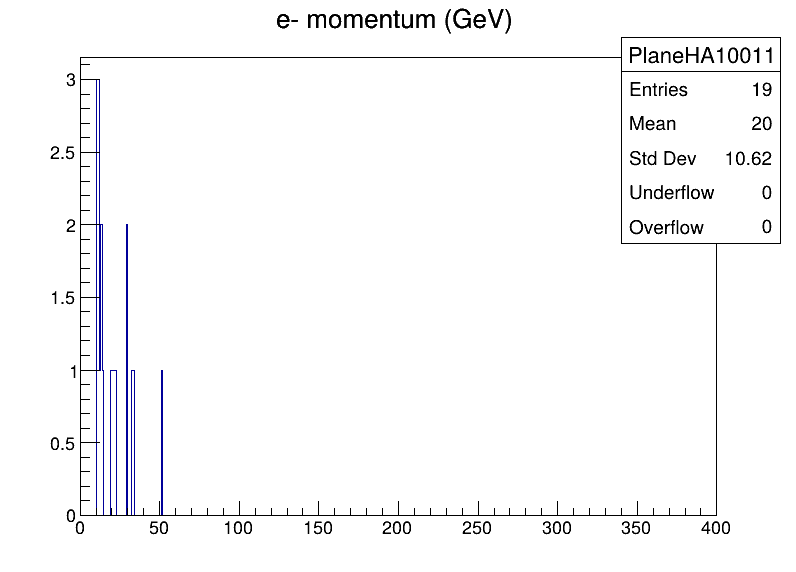 e- momentum (GeV)
PlaneHA10011
Entries 19
Mean 20
Std Dev 10.62
Underflow 0
Overflow 0
3
2.5
2
1.5
1
0.5
0
0 50 100 150 200 250 300 350 400